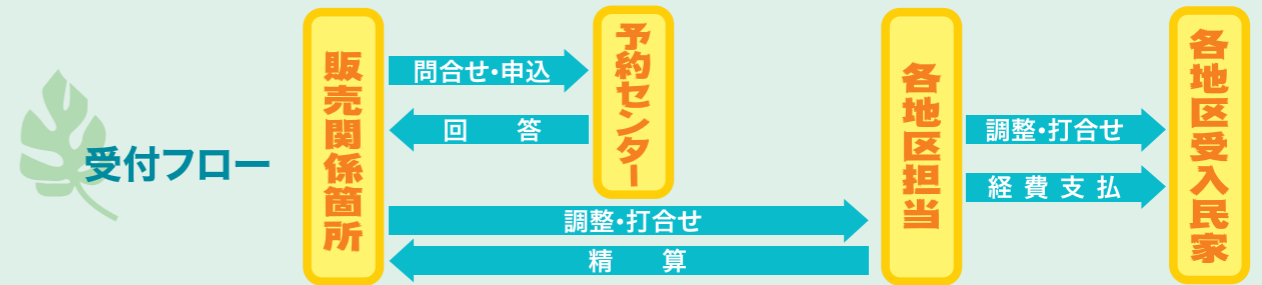 受付フロー
販売関係箇所
問合せ・申込
回答
予約センター
調整・打合せ
精算
各地区担当
調整・打合せ
経費支払
各地区受入民家